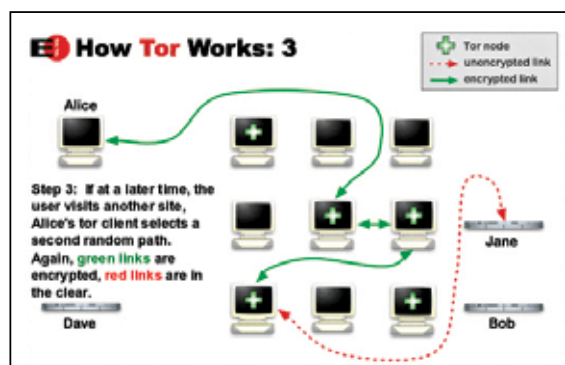 How Tor Works: 3
Tor node
unencrypted link
encrypted link
Alice
Step 3: If at a later time, the
user visits another site,
Alice's tor client selects a
second random path.
Again, green links are
encrypted, red links are in
the clear.
Jane
Dave
Bob